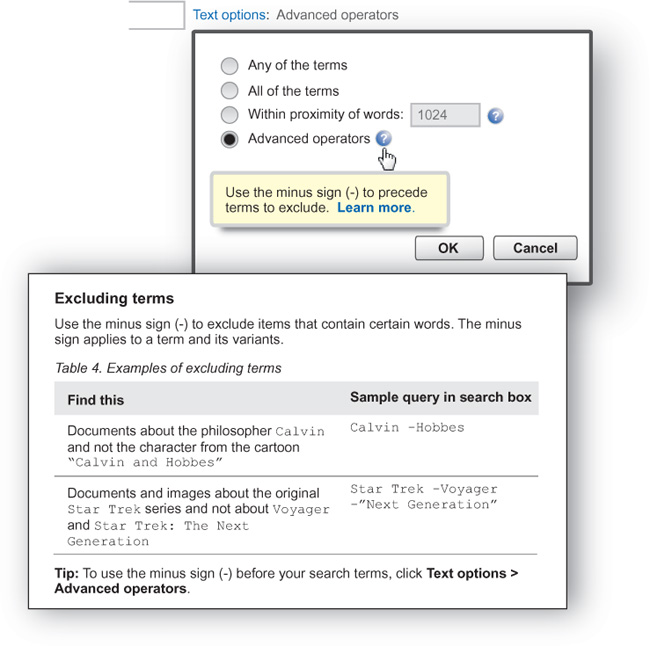 Text options: Advanced operators
Any of the terms
All of the terms
Within proximity of words: 1024 ?
Advanced operators ?
Use the minus sign (-) to precede
terms to exclude. Learn more.
OK Cancel
Excluding terms
Use the minus sign (-) to exclude items that contain certain words. The minus
sign applies to a term and its variants.
Table 4. Examples of excluding terms
Find this Sample query in search box
Documents about the philosopher Calvin
and not the character from the cartoon
“Calvin and Hobbes”
Calvin –Hobbes
Documents and images about the original
Star Trek series and not about Voyager
and Star Trek: The Next
Generation
Star Trek –Voyager
–”Next Generation”
Tip: To use the minus sign (-) before your search terms, click Text options >
Advanced operators.